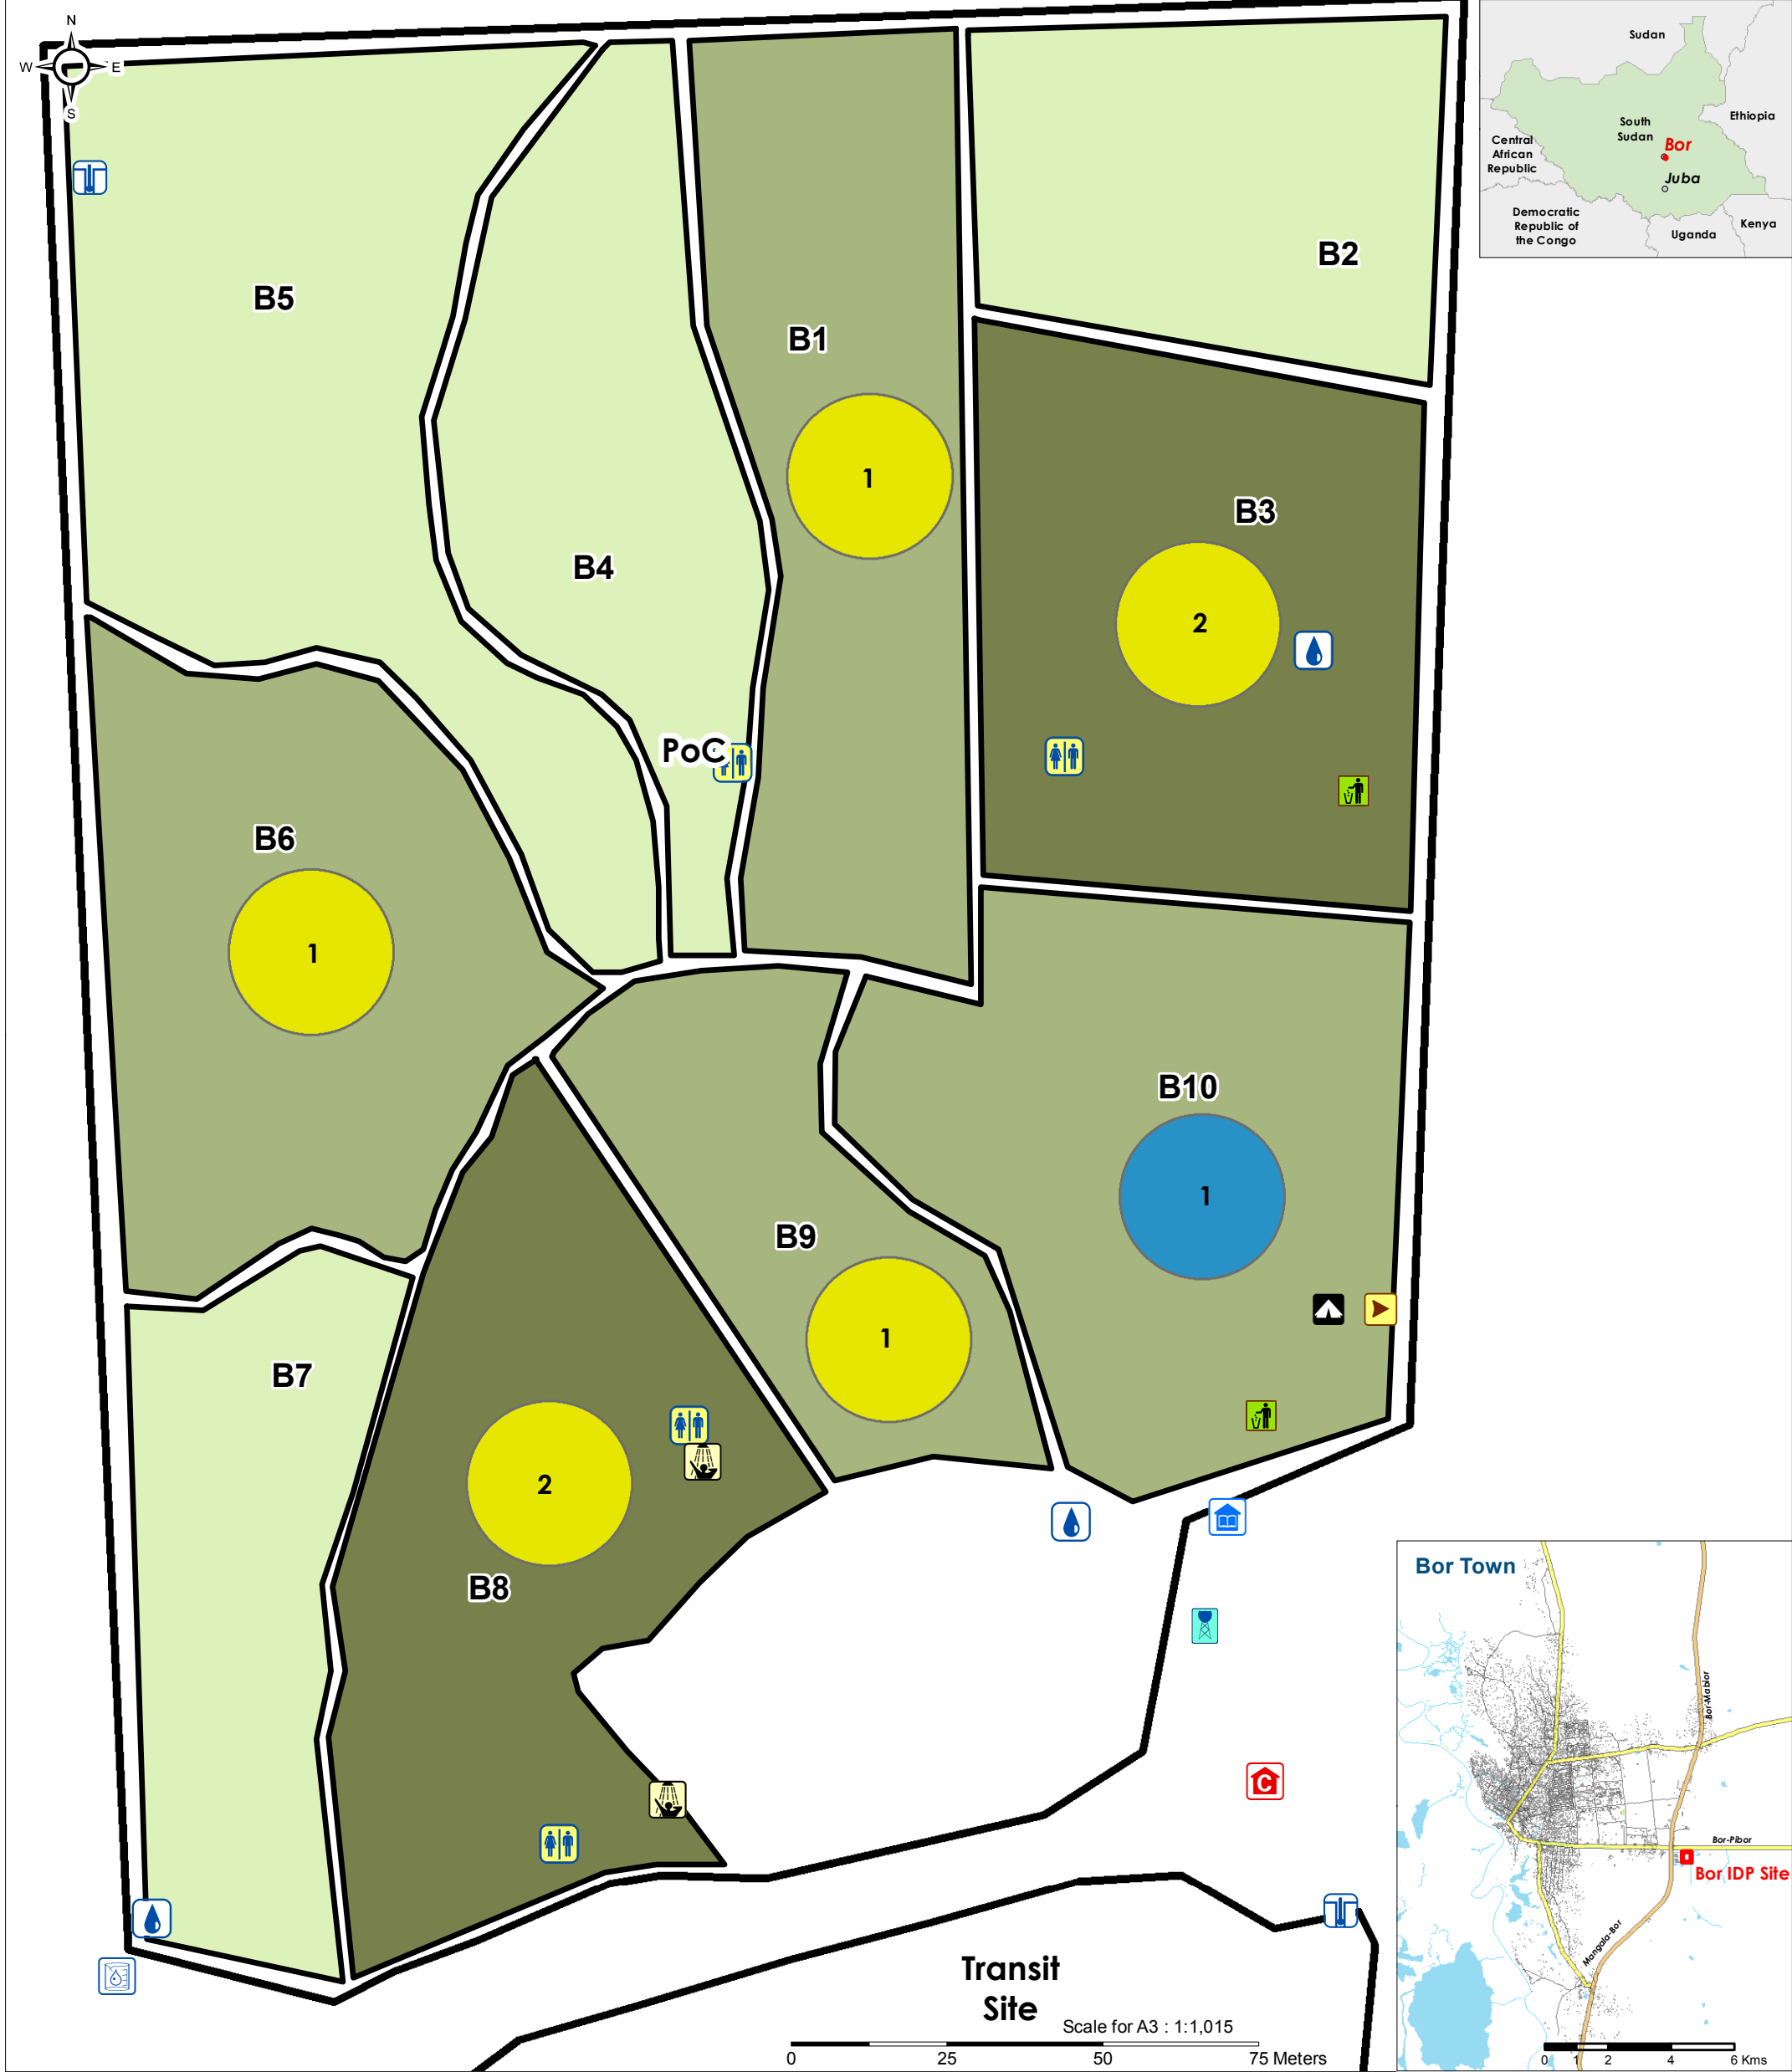 N
W
E
S
B5
B4
B1
1
B2
B3
2
PoC
B6
1
B10
1
B9
1
B7
2
B8
Transit
Site
Scale for A3 : 1:1,015
0
25
50
75 Meters
Sudan
South
Sudan
Ethiopia
Central
African
Republic
Bor
Juba
Democratic
Republic of
the Congo
Uganda
Kenya
C
Bor Town
Bor-Mabior
Bor-Pibor
Bor IDP Site
Mangala-Bor
0 1 2 4 6 Kms